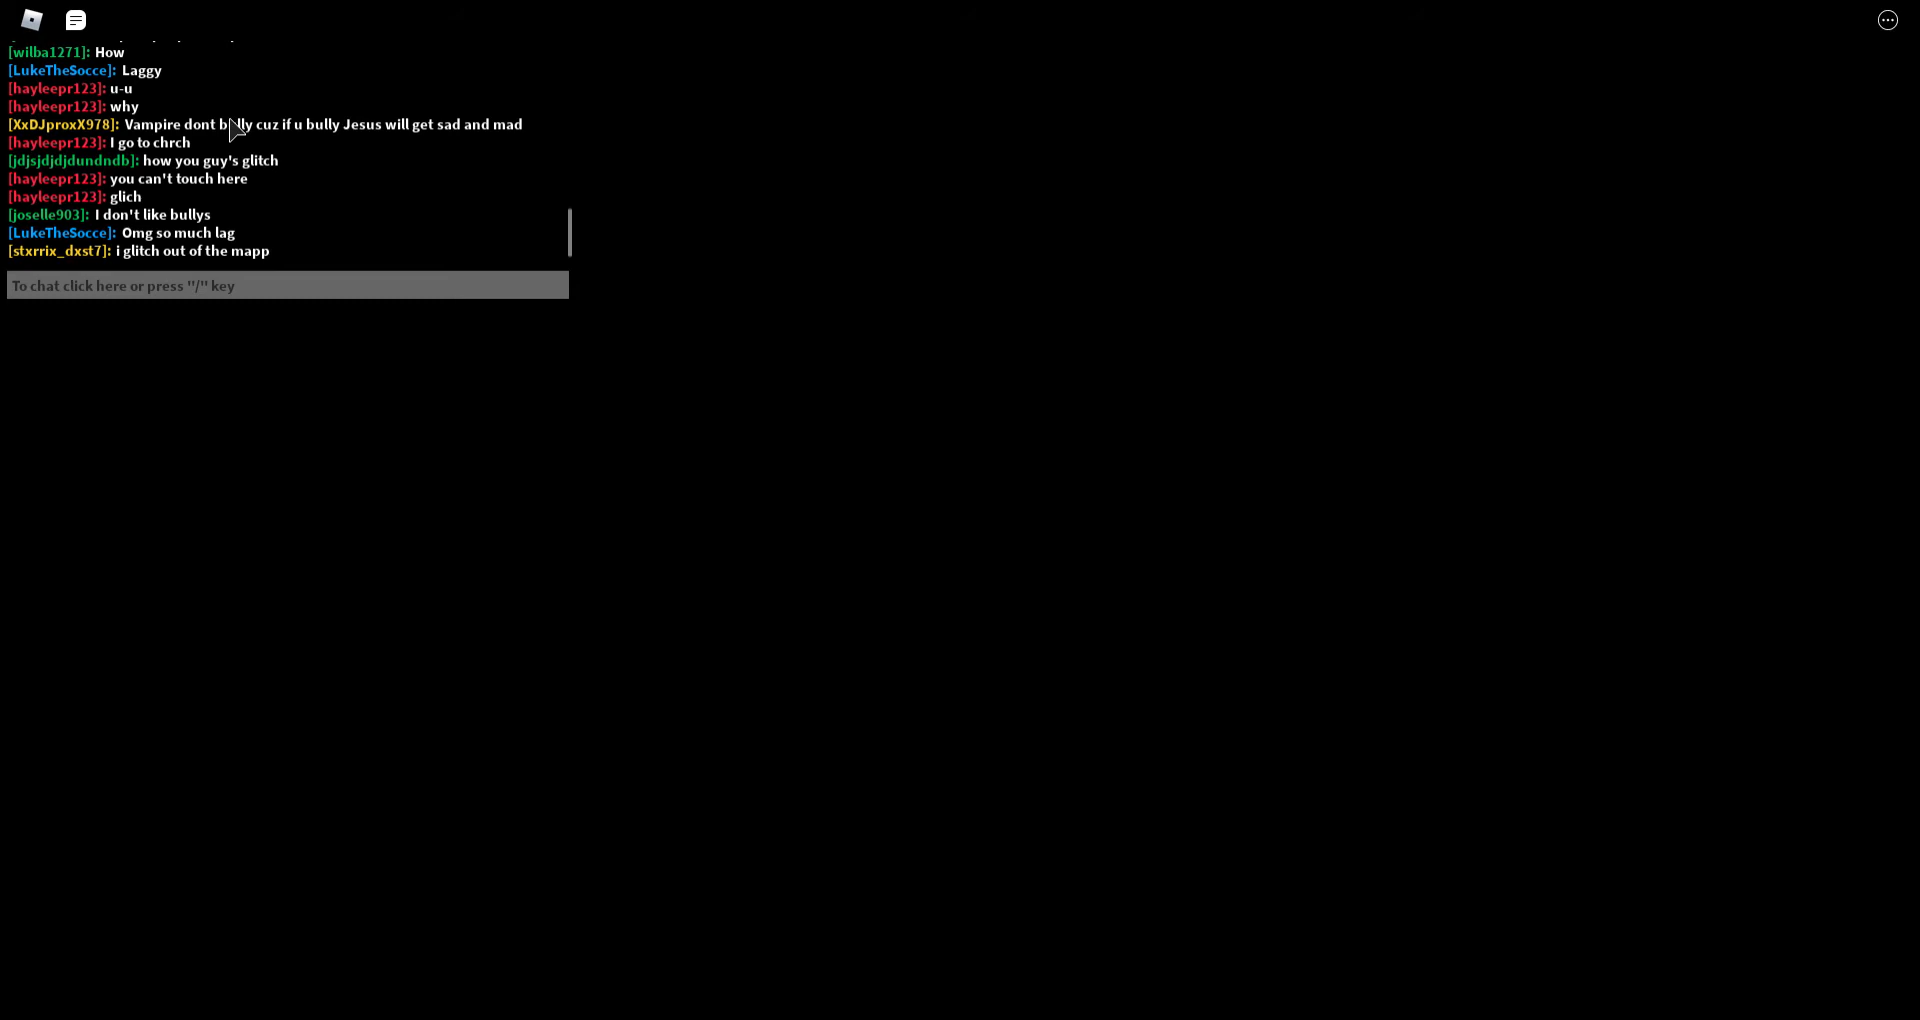 [wilba1271]: How
[LukeTheSocce]: Laggy
[hayleepr123]: u-u
[hayleepr123]: why
[XxDJproxX978]: Vampire dont bully cuz if u bully Jesus will get sad and mad
[hayleepr123]: I go to chrch
[jdjsjdjdjdundndb]: how you guy's glitch
[hayleepr123]: you can't touch here
[hayleepr123]: glich
[joselle903]: I don't like bullys
[LukeTheSocce]: Omg so much lag
[stxrrix_dxst7]: i glitch out of the mapp
To chat click here or press "/" key